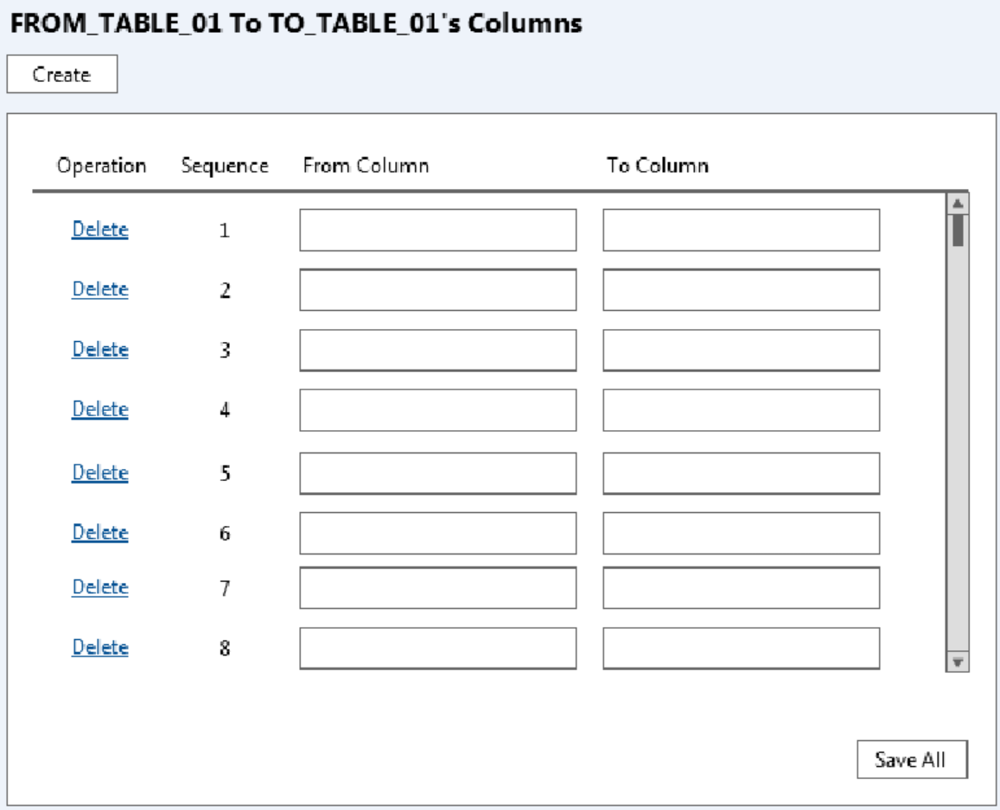 FROM_TABLE_01 To TO_TABLE_01's Columns
Create
Operation Sequence From Column To Column
Delete 1
Delete 2
Delete 3
Delete 4
Delete 5
Delete 6
Delete 7
Delete 8
Save All